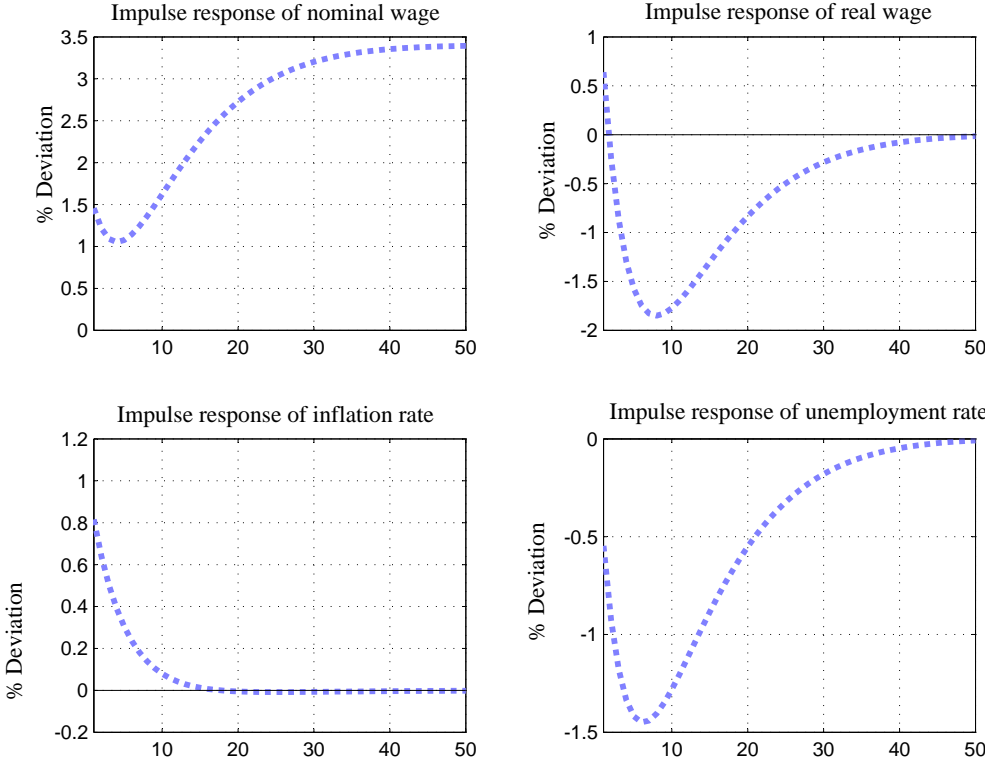 Impulse response of nominal wage
3.5
3
2.5
2
1.5
1
0.5
0
% Deviation
10 20 30 40 50
Impulse response of real wage
1
0.5
0
-0.5
-1
-1.5
-2
% Deviation
10 20 30 40 50
Impulse response of inflation rate
1.2
1
0.8
0.6
0.4
0.2
0
-0.2
% Deviation
10 20 30 40 50
Impulse response of unemployment rate
0
-0.5
-1
-1.5
% Deviation
10 20 30 40 50